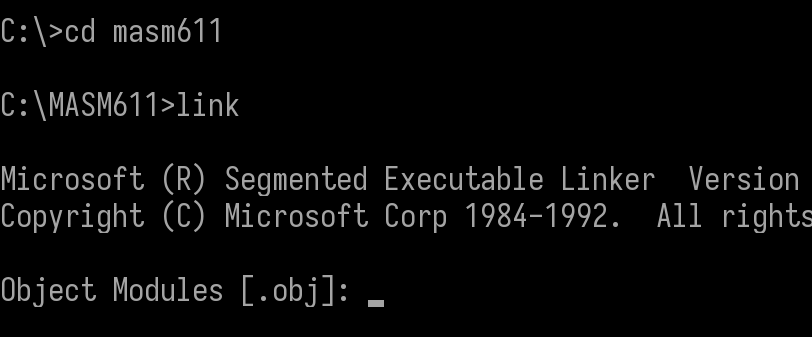 C:\>cd masm611
C:\MASM611>link
Microsoft (R) Segmented Executable Linker  Version
Copyright (C) Microsoft Corp 1984-1992.  All rights
Object Modules [.obj]: _